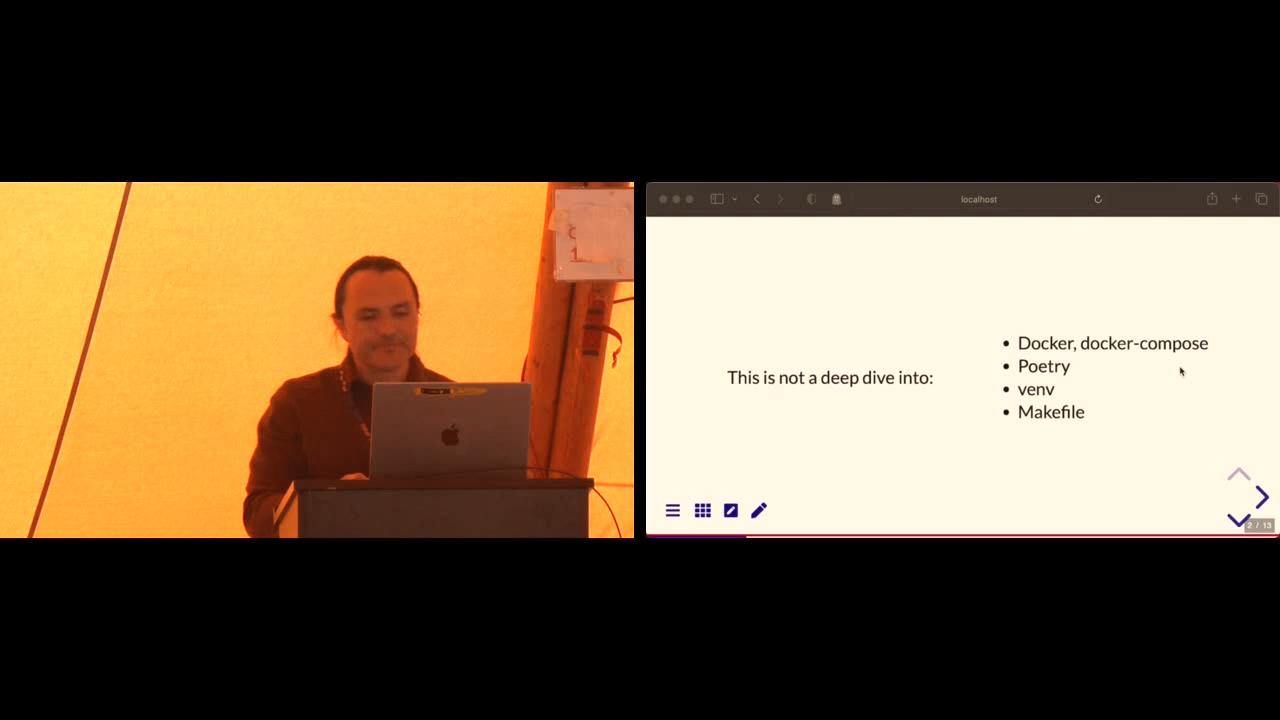 localhost
This is not a deep dive into:
• Docker, docker-compose
• Poetry
• venv
• Makefile
2 / 13